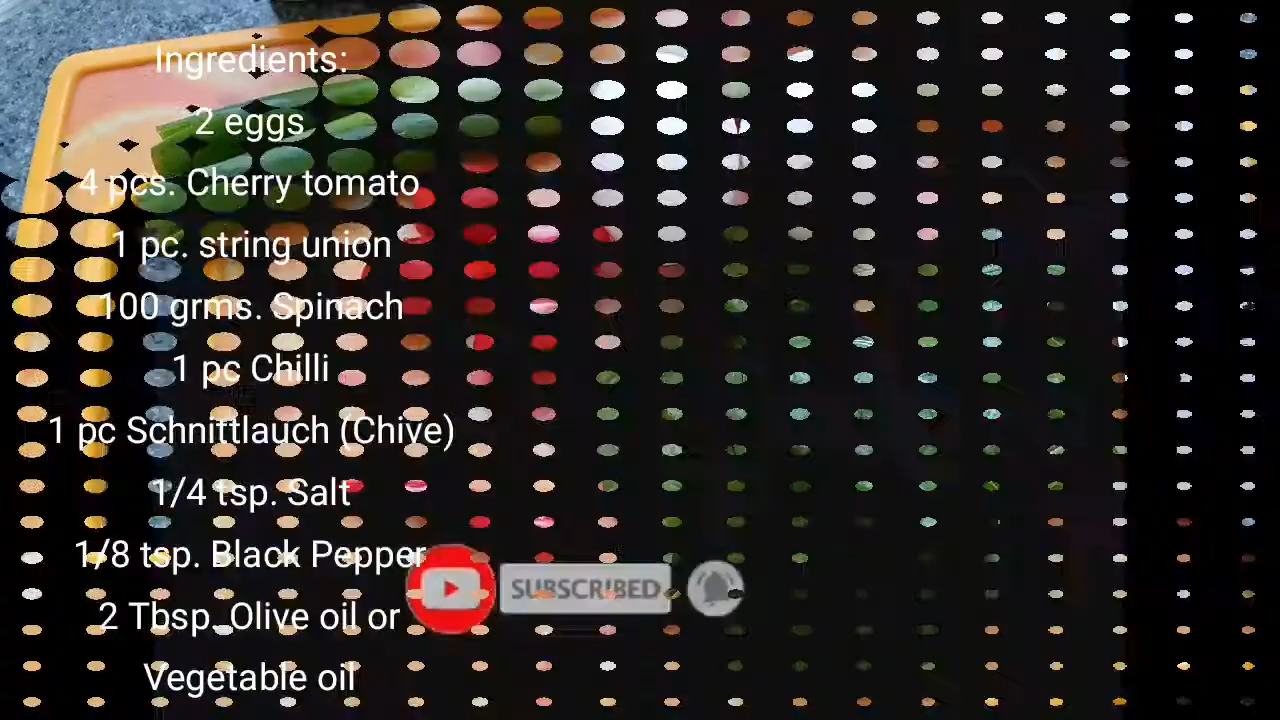 Ingredients:
2 eggs
4 pcs. Cherry tomato
1 pc. string union
100 grms. Spinach
1 pc Chilli
1 pc Schnittlauch (Chive)
1/4 tsp. Salt
1/8 tsp. Black Pepper
SUBSCRIBED
2 Tbsp. Olive oil or
Vegetable oil